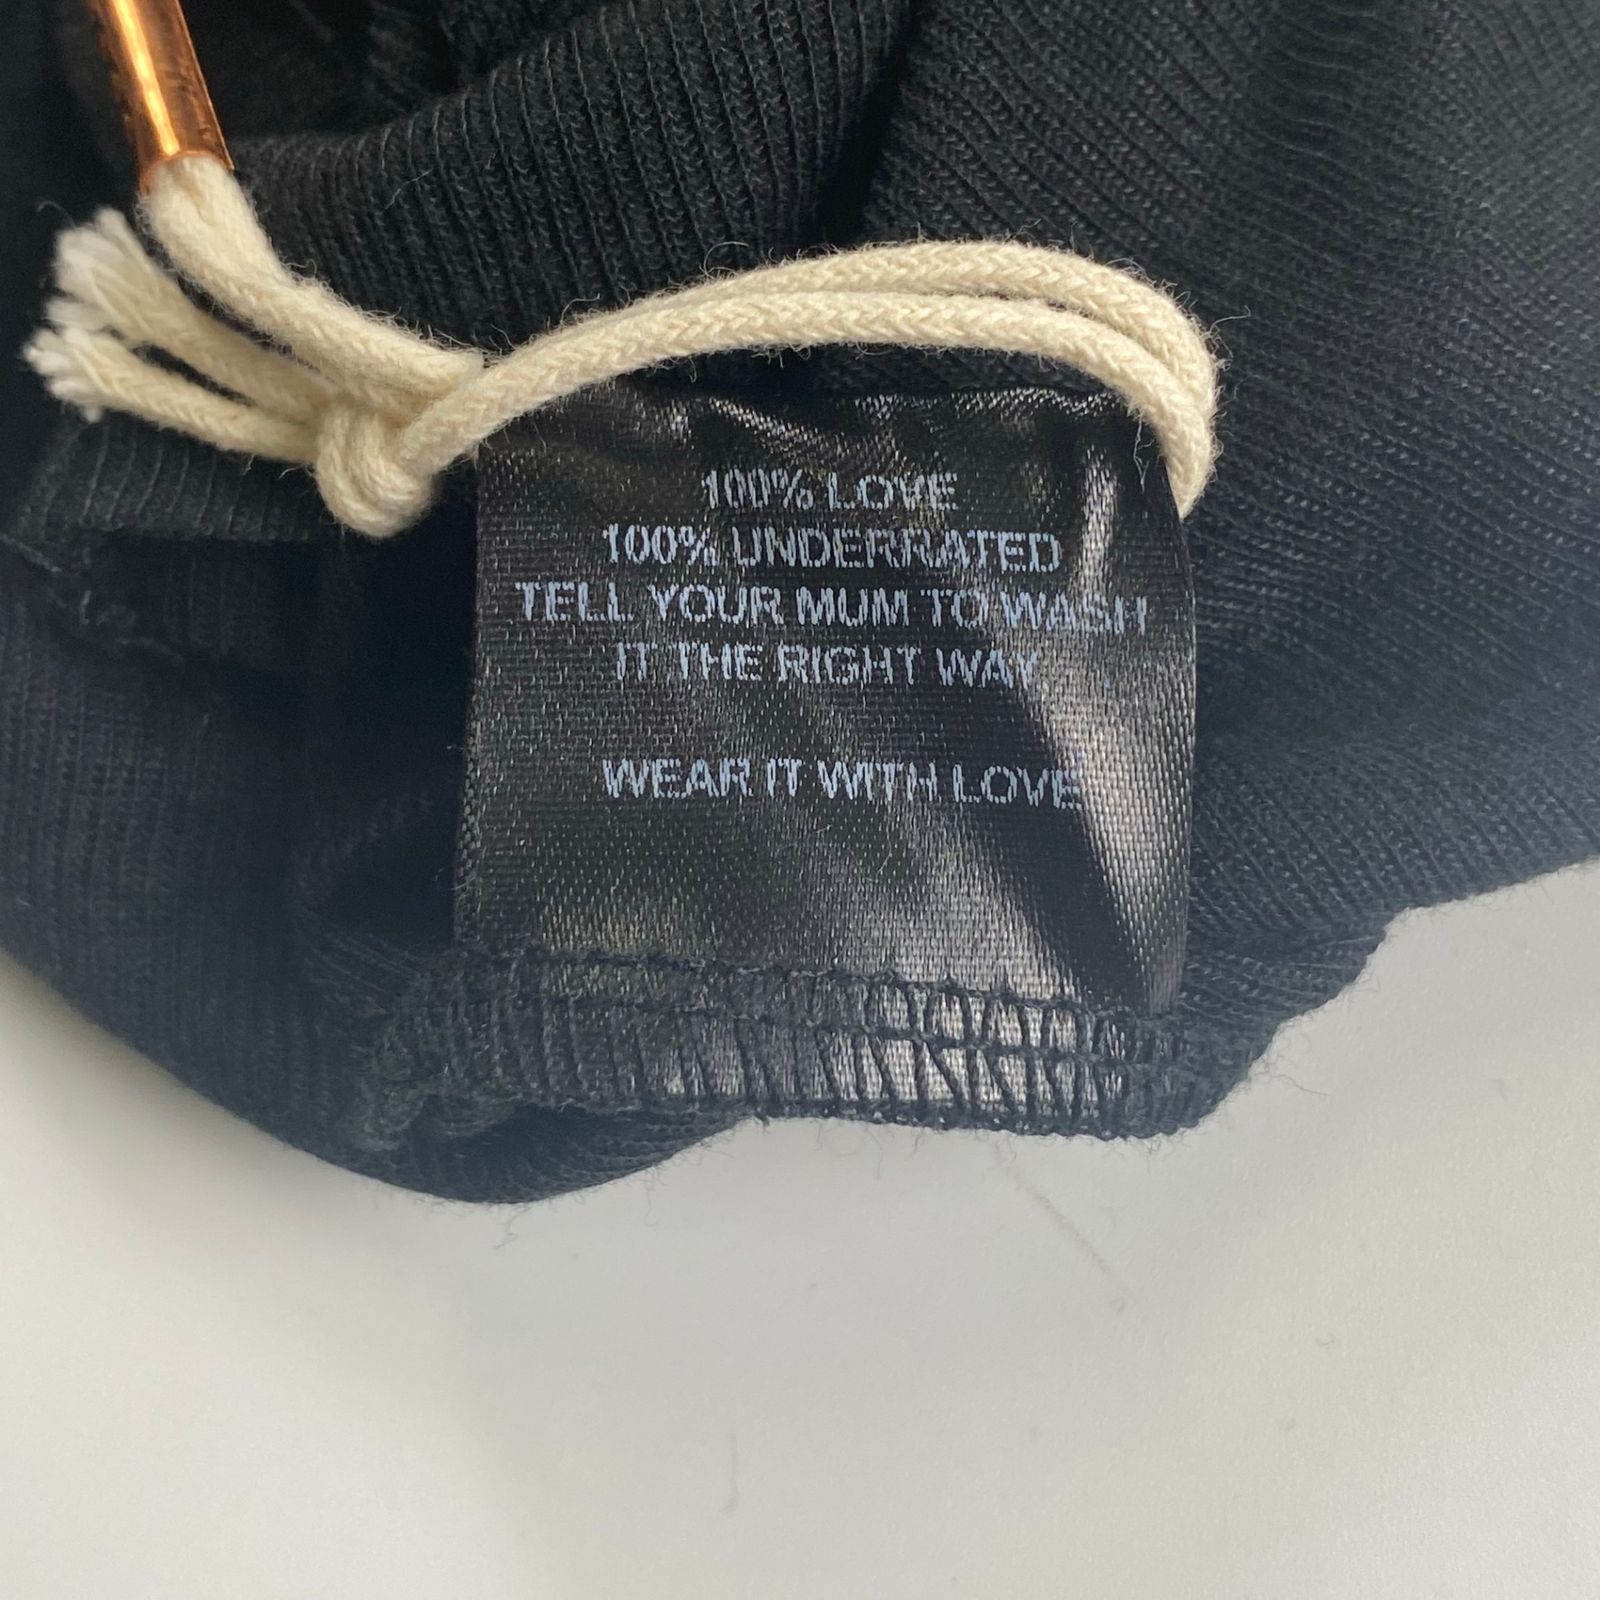 100% LOVE
100% UNDERRATED
TELL YOUR MUM TO WASH
IT THE RIGHT WAY
WEAR IT WITH LOVE